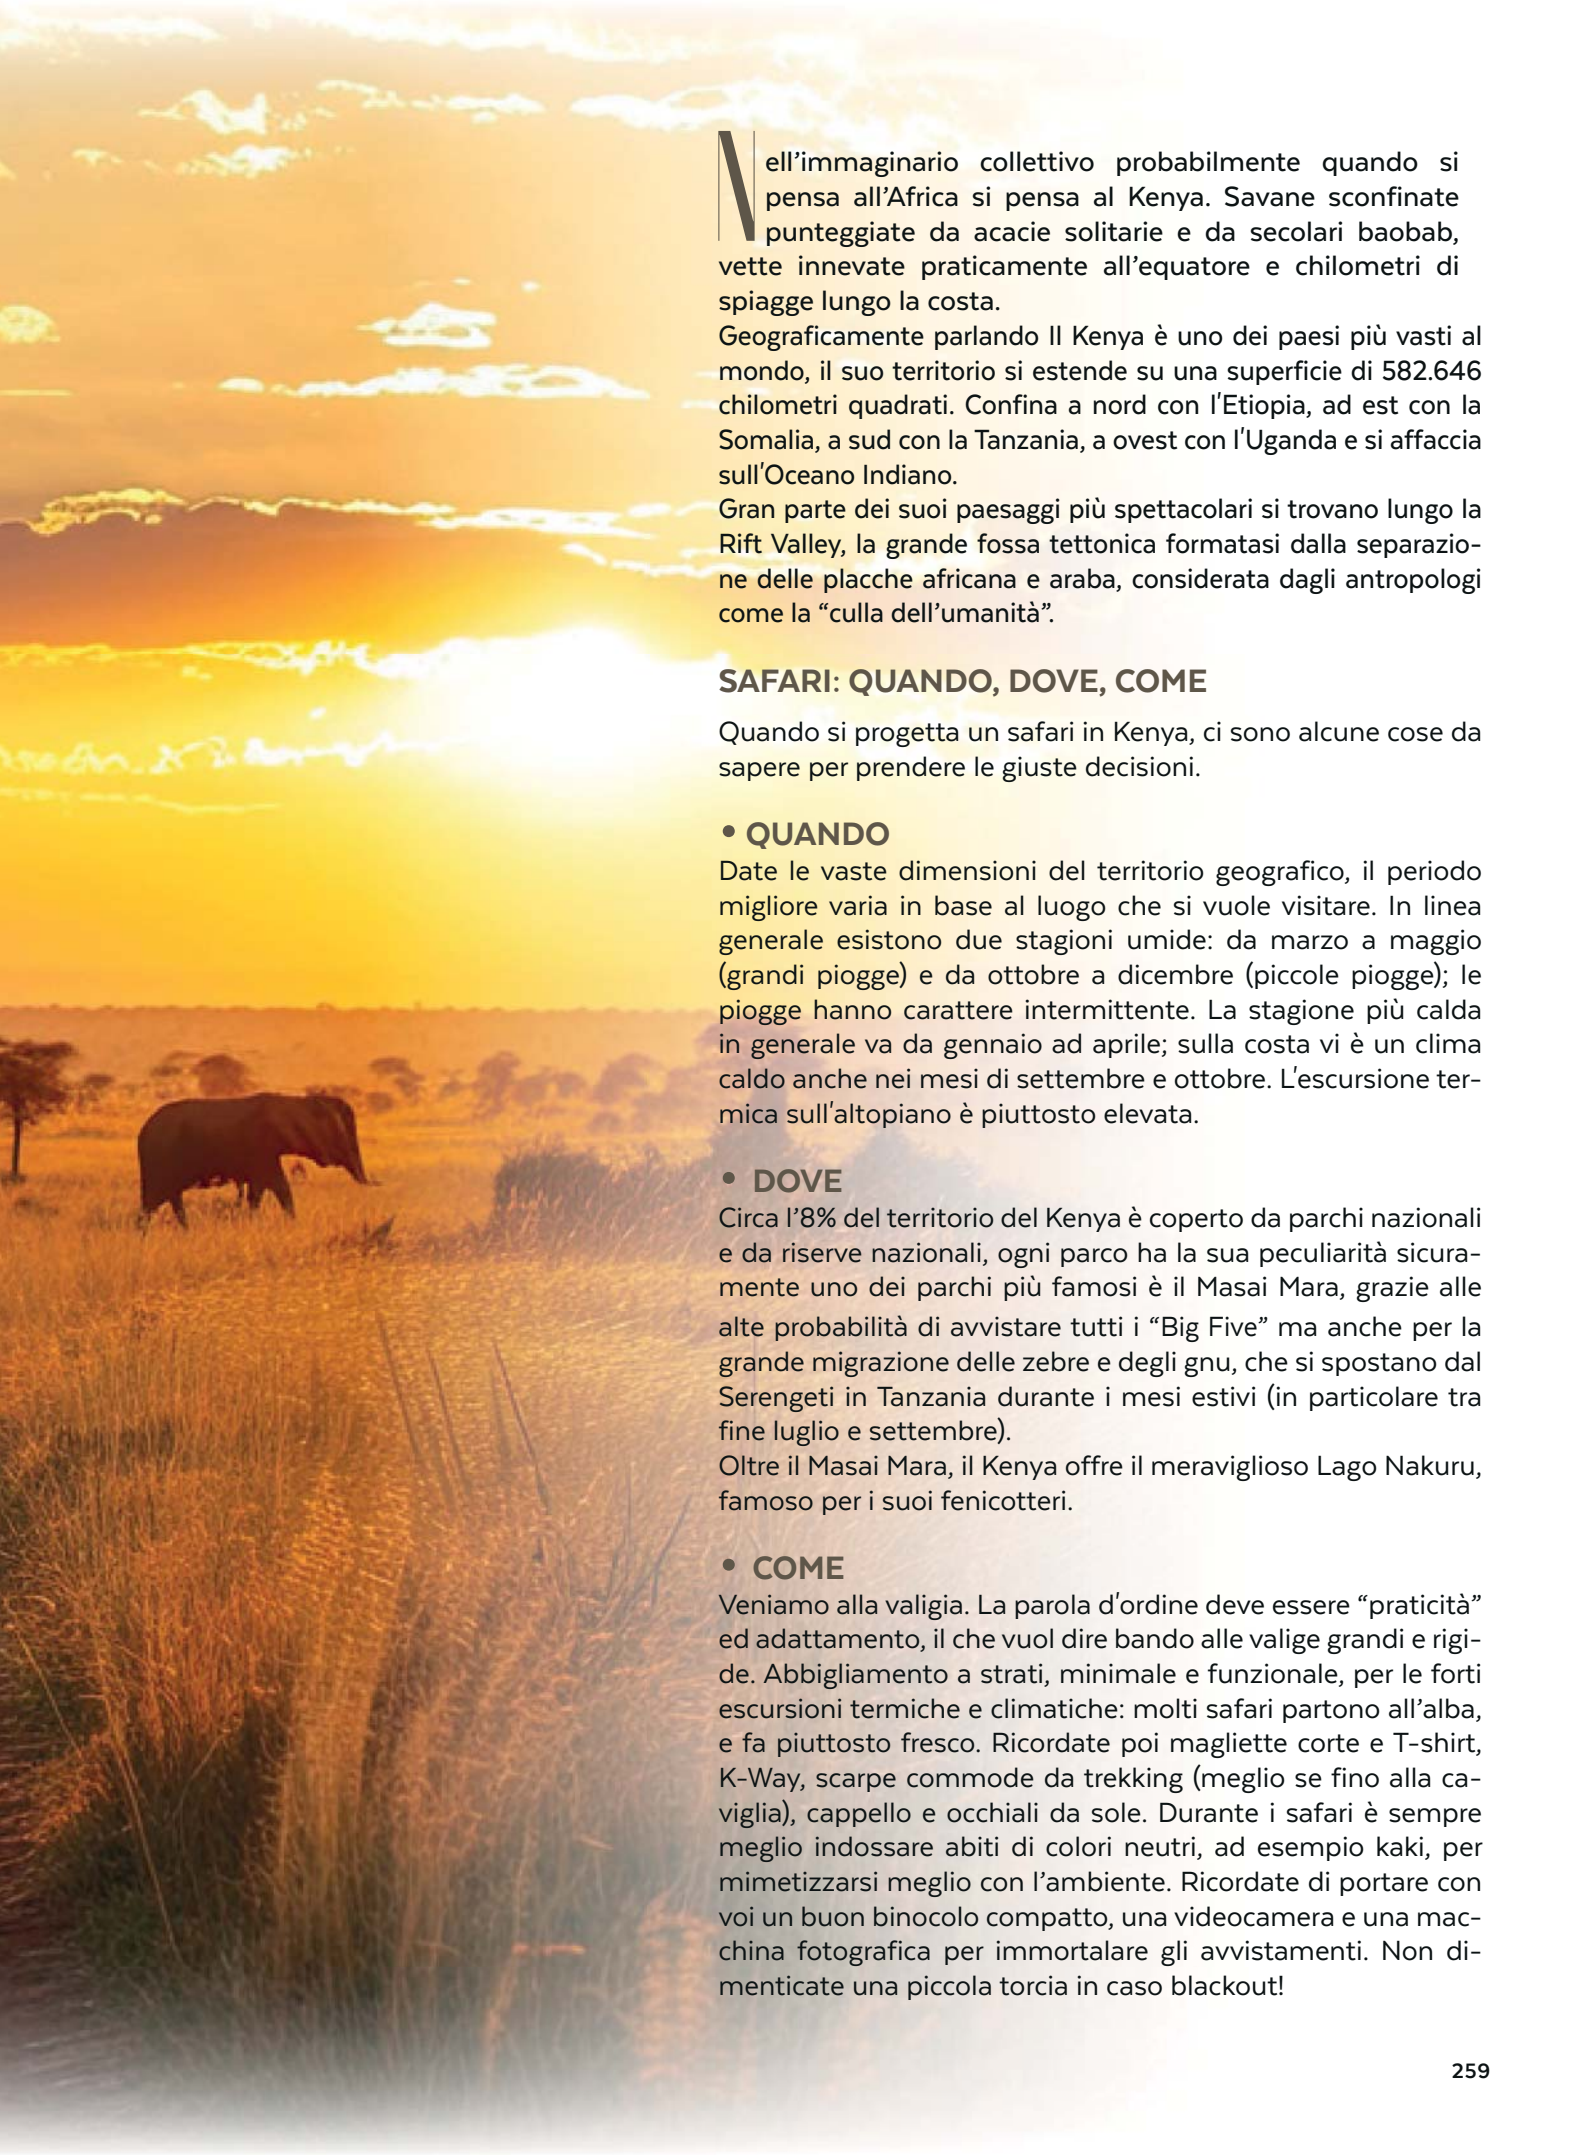 Nell’immaginario collettivo probabilmente quando si
pensa all’Africa si pensa al Kenya. Savane sconfinate
punteggiate da acacie solitarie e da secolari baobab,
vette innevate praticamente all’equatore e chilometri di
spiagge lungo la costa.
Geograficamente parlando Il Kenya è uno dei paesi più vasti al
mondo, il suo territorio si estende su una superficie di 582.646
chilometri quadrati. Confina a nord con l'Etiopia, ad est con la
Somalia, a sud con la Tanzania, a ovest con l'Uganda e si affaccia
sull'Oceano Indiano.
Gran parte dei suoi paesaggi più spettacolari si trovano lungo la
Rift Valley, la grande fossa tettonica formatasi dalla separazio-
ne delle placche africana e araba, considerata dagli antropologi
come la “culla dell’umanità”.
SAFARI: QUANDO, DOVE, COME
Quando si progetta un safari in Kenya, ci sono alcune cose da
sapere per prendere le giuste decisioni.
• QUANDO
Date le vaste dimensioni del territorio geografico, il periodo
migliore varia in base al luogo che si vuole visitare. In linea
generale esistono due stagioni umide: da marzo a maggio
(grandi piogge) e da ottobre a dicembre (piccole piogge); le
piogge hanno carattere intermittente. La stagione più calda
in generale va da gennaio ad aprile; sulla costa vi è un clima
caldo anche nei mesi di settembre e ottobre. L'escursione ter-
mica sull'altopiano è piuttosto elevata.
• DOVE
Circa l’8% del territorio del Kenya è coperto da parchi nazionali
e da riserve nazionali, ogni parco ha la sua peculiarità sicura-
mente uno dei parchi più famosi è il Masai Mara, grazie alle
alte probabilità di avvistare tutti i “Big Five” ma anche per la
grande migrazione delle zebre e degli gnu, che si spostano dal
Serengeti in Tanzania durante i mesi estivi (in particolare tra
fine luglio e settembre).
Oltre il Masai Mara, il Kenya offre il meraviglioso Lago Nakuru,
famoso per i suoi fenicotteri.
• COME
Veniamo alla valigia. La parola d'ordine deve essere “praticità”
ed adattamento, il che vuol dire bando alle valige grandi e rigi-
de. Abbigliamento a strati, minimale e funzionale, per le forti
escursioni termiche e climatiche: molti safari partono all’alba,
e fa piuttosto fresco. Ricordate poi magliette corte e T-shirt,
K-Way, scarpe commode da trekking (meglio se fino alla ca-
viglia), cappello e occhiali da sole. Durante i safari è sempre
meglio indossare abiti di colori neutri, ad esempio kaki, per
mimetizzarsi meglio con l’ambiente. Ricordate di portare con
voi un buon binocolo compatto, una videocamera e una mac-
china fotografica per immortalare gli avvistamenti. Non di-
menticate una piccola torcia in caso blackout!
259